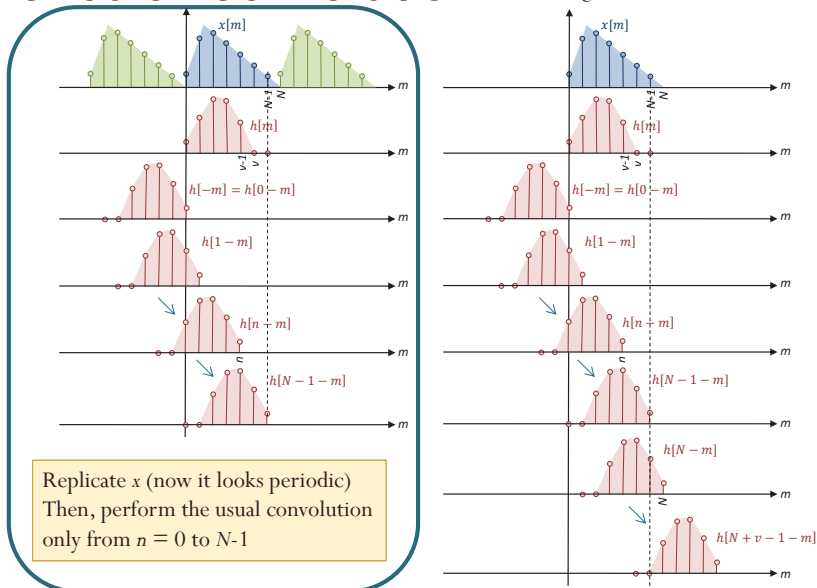 x[m]
m
N-1
N
h[m]
v-1
v
m
h[−m] = h[0 − m]
m
h[1 − m]
m
h[n − m]
n
m
h[N − 1 − m]
m
Replicate x (now it looks periodic)
Then, perform the usual convolution
only from n = 0 to N-1
x[m]
m
N-1
N
h[m]
v-1
v
m
h[−m] = h[0 − m]
m
h[1 − m]
m
h[n − m]
n
m
h[N − 1 − m]
m
h[N − m]
N
m
h[N + v − 1 − m]
m